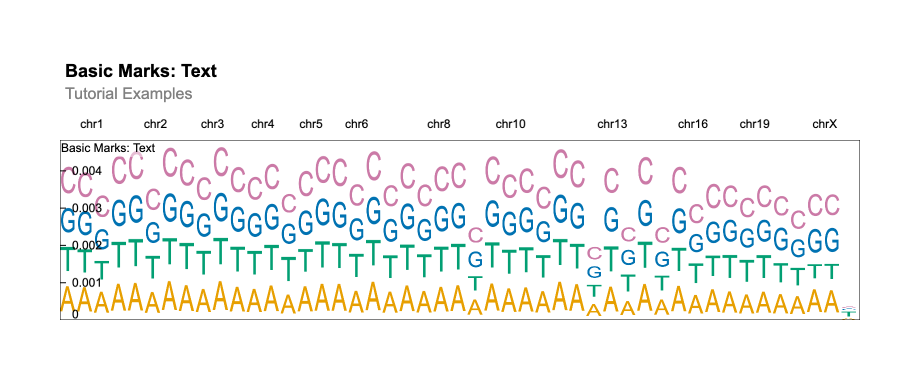 Basic Marks: Text
Tutorial Examples
chr1 chr2 chr3 chr4 chr5 chr6 chr8 chr10 chr13 chr16 chr19 chrX
Basic Marks: Text
0.004
0.003
0.002
0.001
0
C C C C C C C C C C C C C C C C C C C C C C C C C C C C C C C C C C C C C C C C C C C C C C
G G G G G G G G G G G G G G G G G G G G G G G G G G G G G G G G G G G G G G G G G G G G G G
T T T T T T T T T T T T T T T T T T T T T T T T T T T T T T T T T T T T T T T T T T T T T T
A A A A A A A A A A A A A A A A A A A A A A A A A A A A A A A A A A A A A A A A A A A A A A